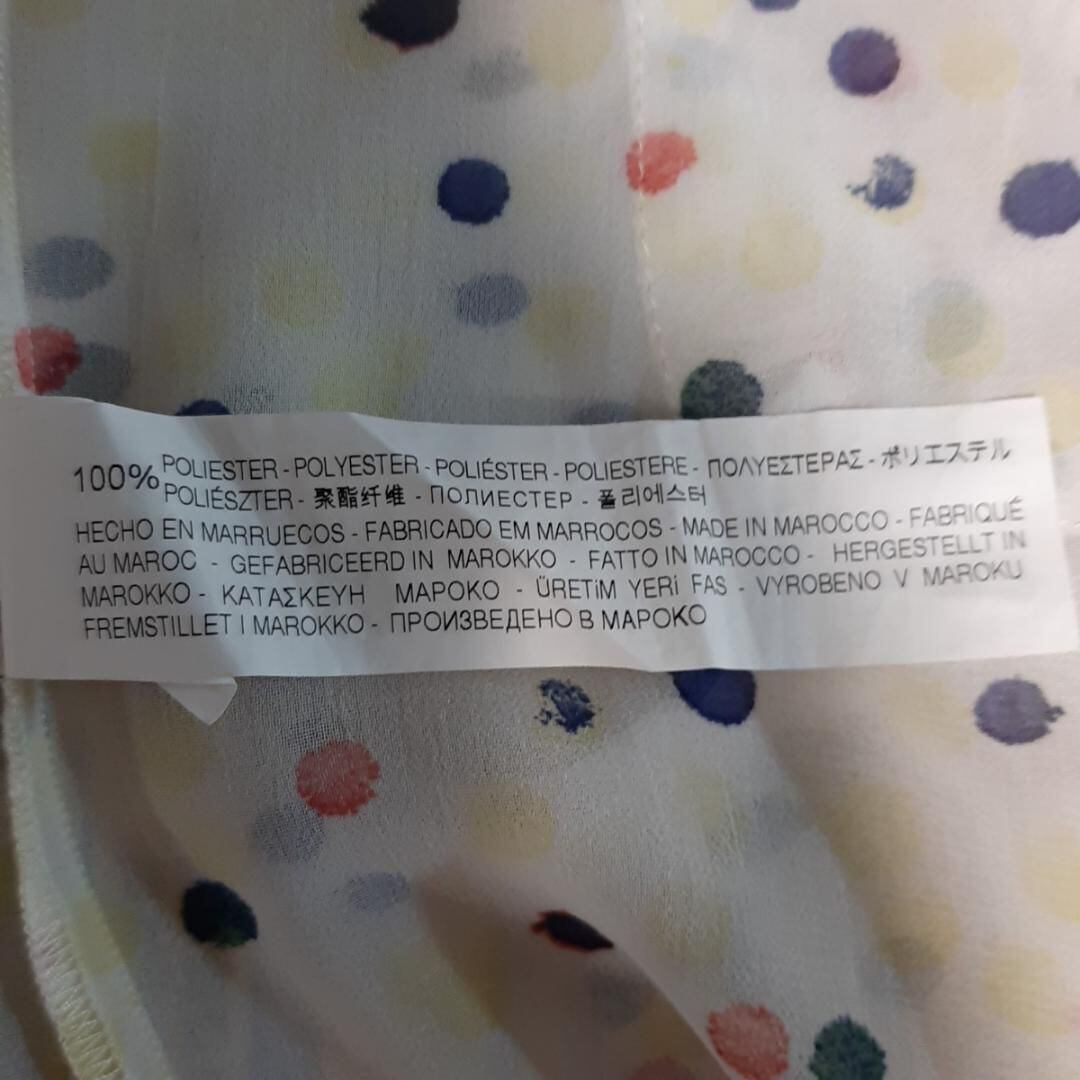 100% POLIESTER - POLYESTER - POLIÉSTER - POLIESTERE - ΠΟΛΥΕΣΤΕΡΑΣ - ポリエステル
POLIÉSZTER - 聚酯纤维 - ПОЛИЕСТЕР - 폴리에스터
HECHO EN MARRUECOS - FABRICADO EM MARROCOS - MADE IN MAROCCO - FABRIQUÉ
AU MAROC - GEFABRICEERD IN MAROKKO - FATTO IN MAROCCO - HERGESTELLT IN
MAROKKO - ΚΑΤΑΣΚΕΥΗ ΜΑΡΟΚΟ - ÜRETiM YERi FAS - VYROBENO V MAROKU
FREMSTILLET I MAROKKO - ПРОИЗВЕДЕНО В МАРОКО